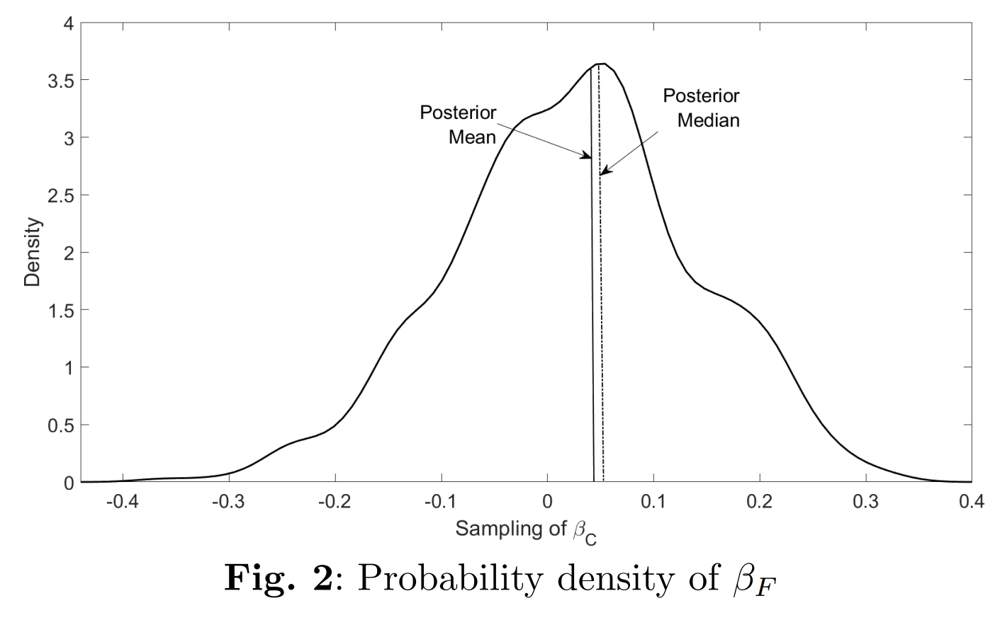 4
3.5
3
2.5
2
1.5
1
0.5
0
Density
Posterior
Mean
Posterior
Median
-0.4 -0.3 -0.2 -0.1 0 0.1 0.2 0.3 0.4
Sampling of β_C
Fig. 2: Probability density of β_F